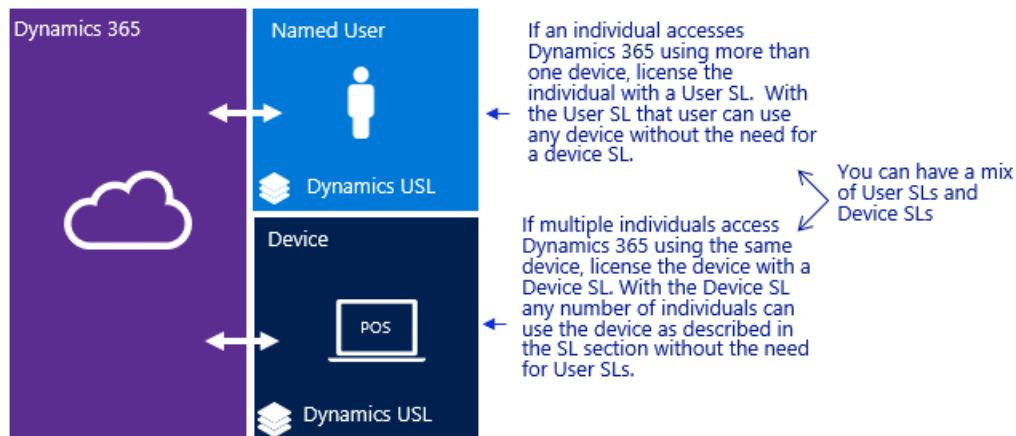 Dynamics 365
Named User
Dynamics USL
If an individual accesses
Dynamics 365 using more than
one device, license the
individual with a User SL.  With
the User SL that user can use
any device without the need for
a device SL.
You can have a mix
of User SLs and
Device SLs
Device
POS
Dynamics USL
If multiple individuals access
Dynamics 365 using the same
device, license the device with a
Device SL. With the Device SL
any number of individuals can
use the device as described in
the SL section without the need
for User SLs.